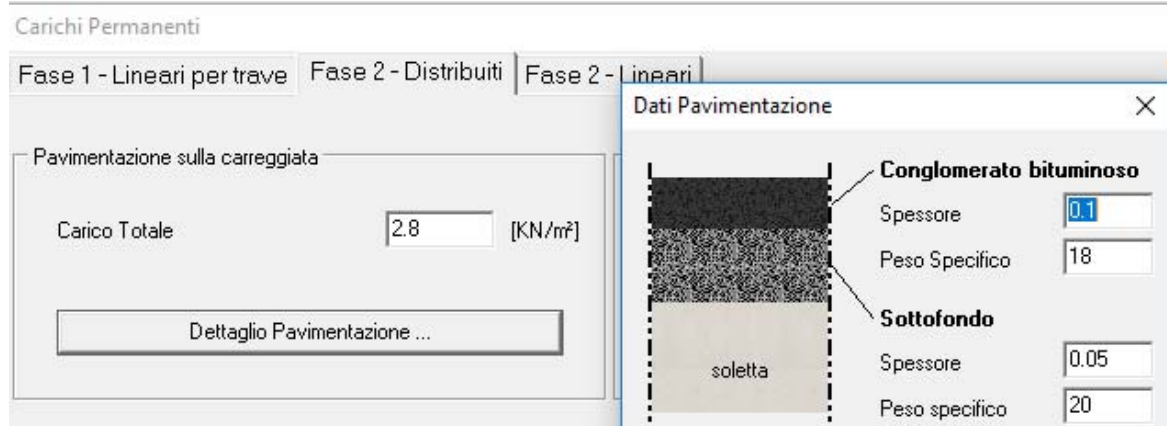 Carichi Permanenti
Fase 1 - Lineari per trave
Fase 2 - Distribuiti
Fase 2 - Lineari
Pavimentazione sulla carreggiata
Carico Totale 2.8 [KN/m²]
Dettaglio Pavimentazione ...
Dati Pavimentazione
Conglomerato bituminoso
Spessore 0.1
Peso Specifico 18
Sottofondo
Spessore 0.05
Peso specifico 20
soletta